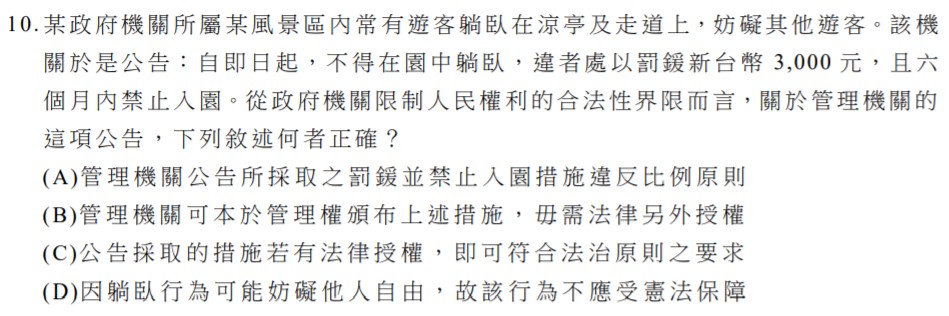 10.某政府機關所屬某風景區內常有遊客躺臥在涼亭及走道上，妨礙其他遊客。該機
關於是公告：自即日起，不得在園中躺臥，違者處以罰鍰新台幣 3,000 元，且六
個月內禁止入園。從政府機關限制人民權利的合法性界限而言，關於管理機關的
這項公告，下列敘述何者正確？
(A)管理機關公告所採取之罰鍰並禁止入園措施違反比例原則
(B)管理機關可本於管理權頒布上述措施，毋需法律另外授權
(C)公告採取的措施若有法律授權，即可符合法治原則之要求
(D)因躺臥行為可能妨礙他人自由，故該行為不應受憲法保障